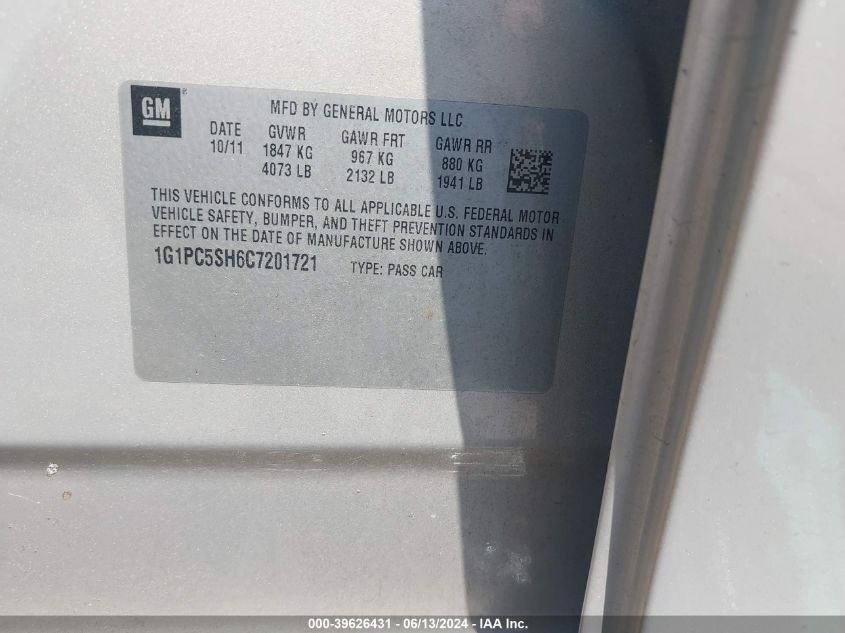 GM
MFD BY GENERAL MOTORS LLC
DATE GVWR GAWR FRT GAWR RR
10/11 1847 KG 967 KG 880 KG
4073 LB 2132 LB 1941 LB
THIS VEHICLE CONFORMS TO ALL APPLICABLE U.S. FEDERAL MOTOR
VEHICLE SAFETY, BUMPER, AND THEFT PREVENTION STANDARDS IN
EFFECT ON THE DATE OF MANUFACTURE SHOWN ABOVE.
1G1PC5SH6C7201721 TYPE: PASS CAR
000-39626431 - 06/13/2024 - IAA Inc.